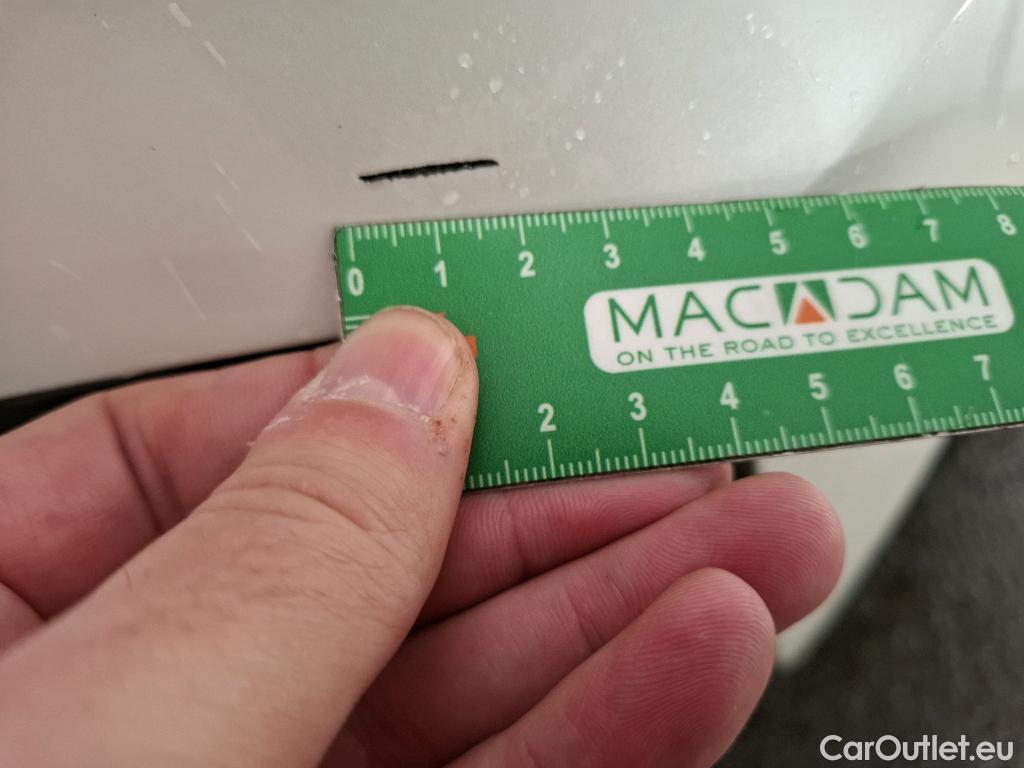 0 1 2 3 4 5 6 7 8
MACADAM
ON THE ROAD TO EXCELLENCE
2 3 4 5 6 7
CarOutlet.eu